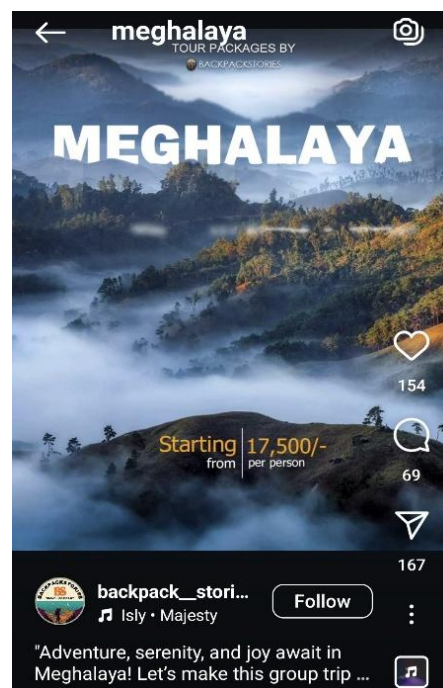 meghalaya
TOUR PACKAGES BY
BACKPACKSTORIES
MEGHALAYA
154
69
Starting from
17,500/- per person
167
backpack__stori...
Follow
Isly • Majesty
"Adventure, serenity, and joy await in
Meghalaya! Let's make this group trip ...